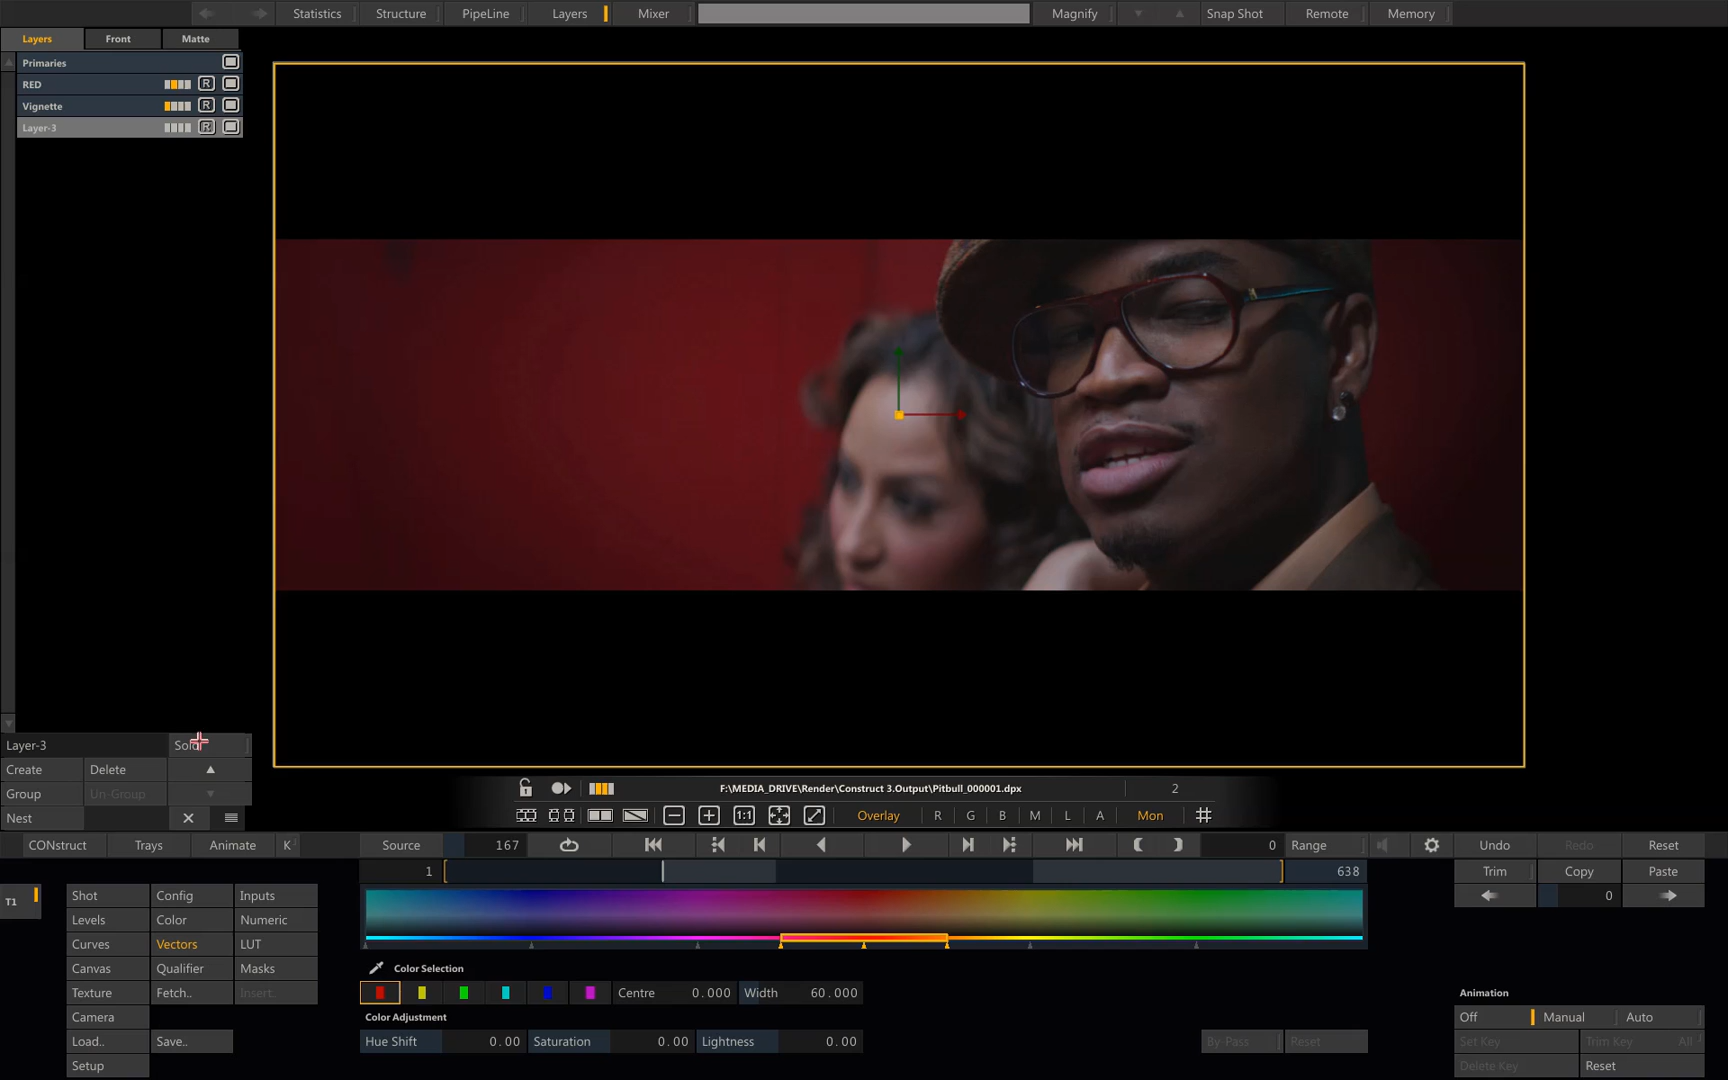 Statistics Structure PipeLine Layers Mixer Magnify Snap Shot Remote Memory
Layers Front Matte
Primaries
RED R
Vignette R
Layer-3 R
Layer-3
Create Delete
Group Un-Group
Nest
F:\MEDIA_DRIVE\Render\Construct 3.Output\Pitbull_000001.dpx 2
1:1 Overlay R G B M L A Mon
CONstruct Trays Animate K Source 167 0 Range Undo Redo Reset
1 638 Trim Copy Paste
T1 Shot Config Inputs 0
Levels Color Numeric
Curves Vectors LUT
Canvas Qualifier Masks Color Selection
Texture Fetch.. Insert.. Centre 0.000 Width 60.000 Animation
Camera Color Adjustment Off Manual Auto
Load.. Save.. Hue Shift 0.00 Saturation 0.00 Lightness 0.00 By-Pass Reset Set Key Trim Key All
Setup Delete Key Reset